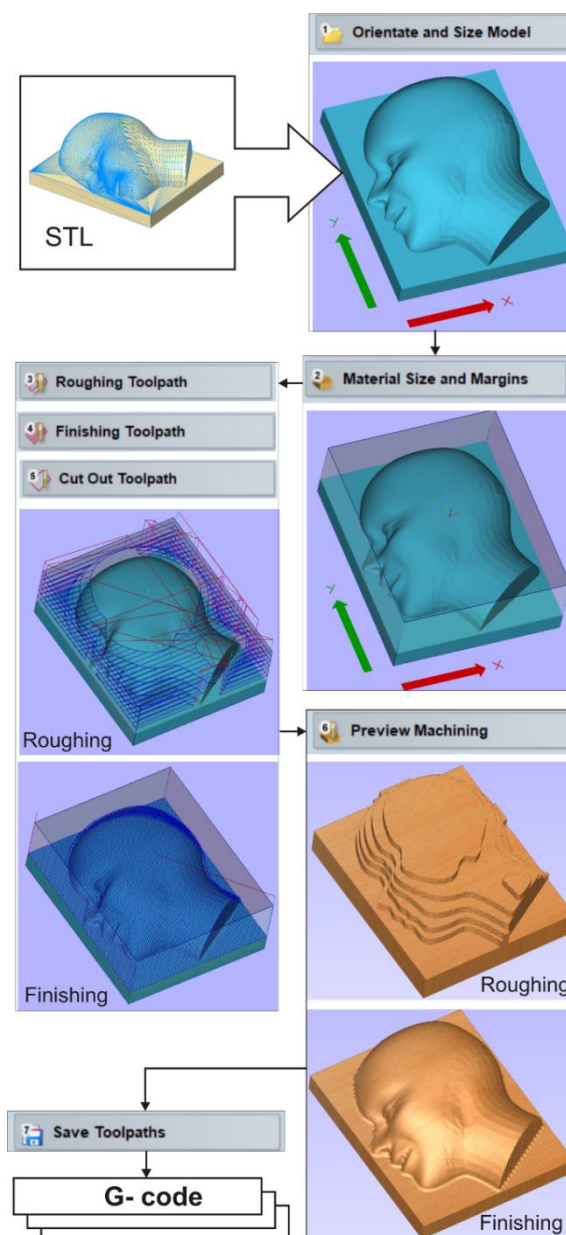 1 Orientate and Size Model
STL
Y
X
2 Material Size and Margins
Y
X
3 Roughing Toolpath
4 Finishing Toolpath
5 Cut Out Toolpath
Roughing
Finishing
6 Preview Machining
Roughing
Finishing
7 Save Toolpaths
G- code